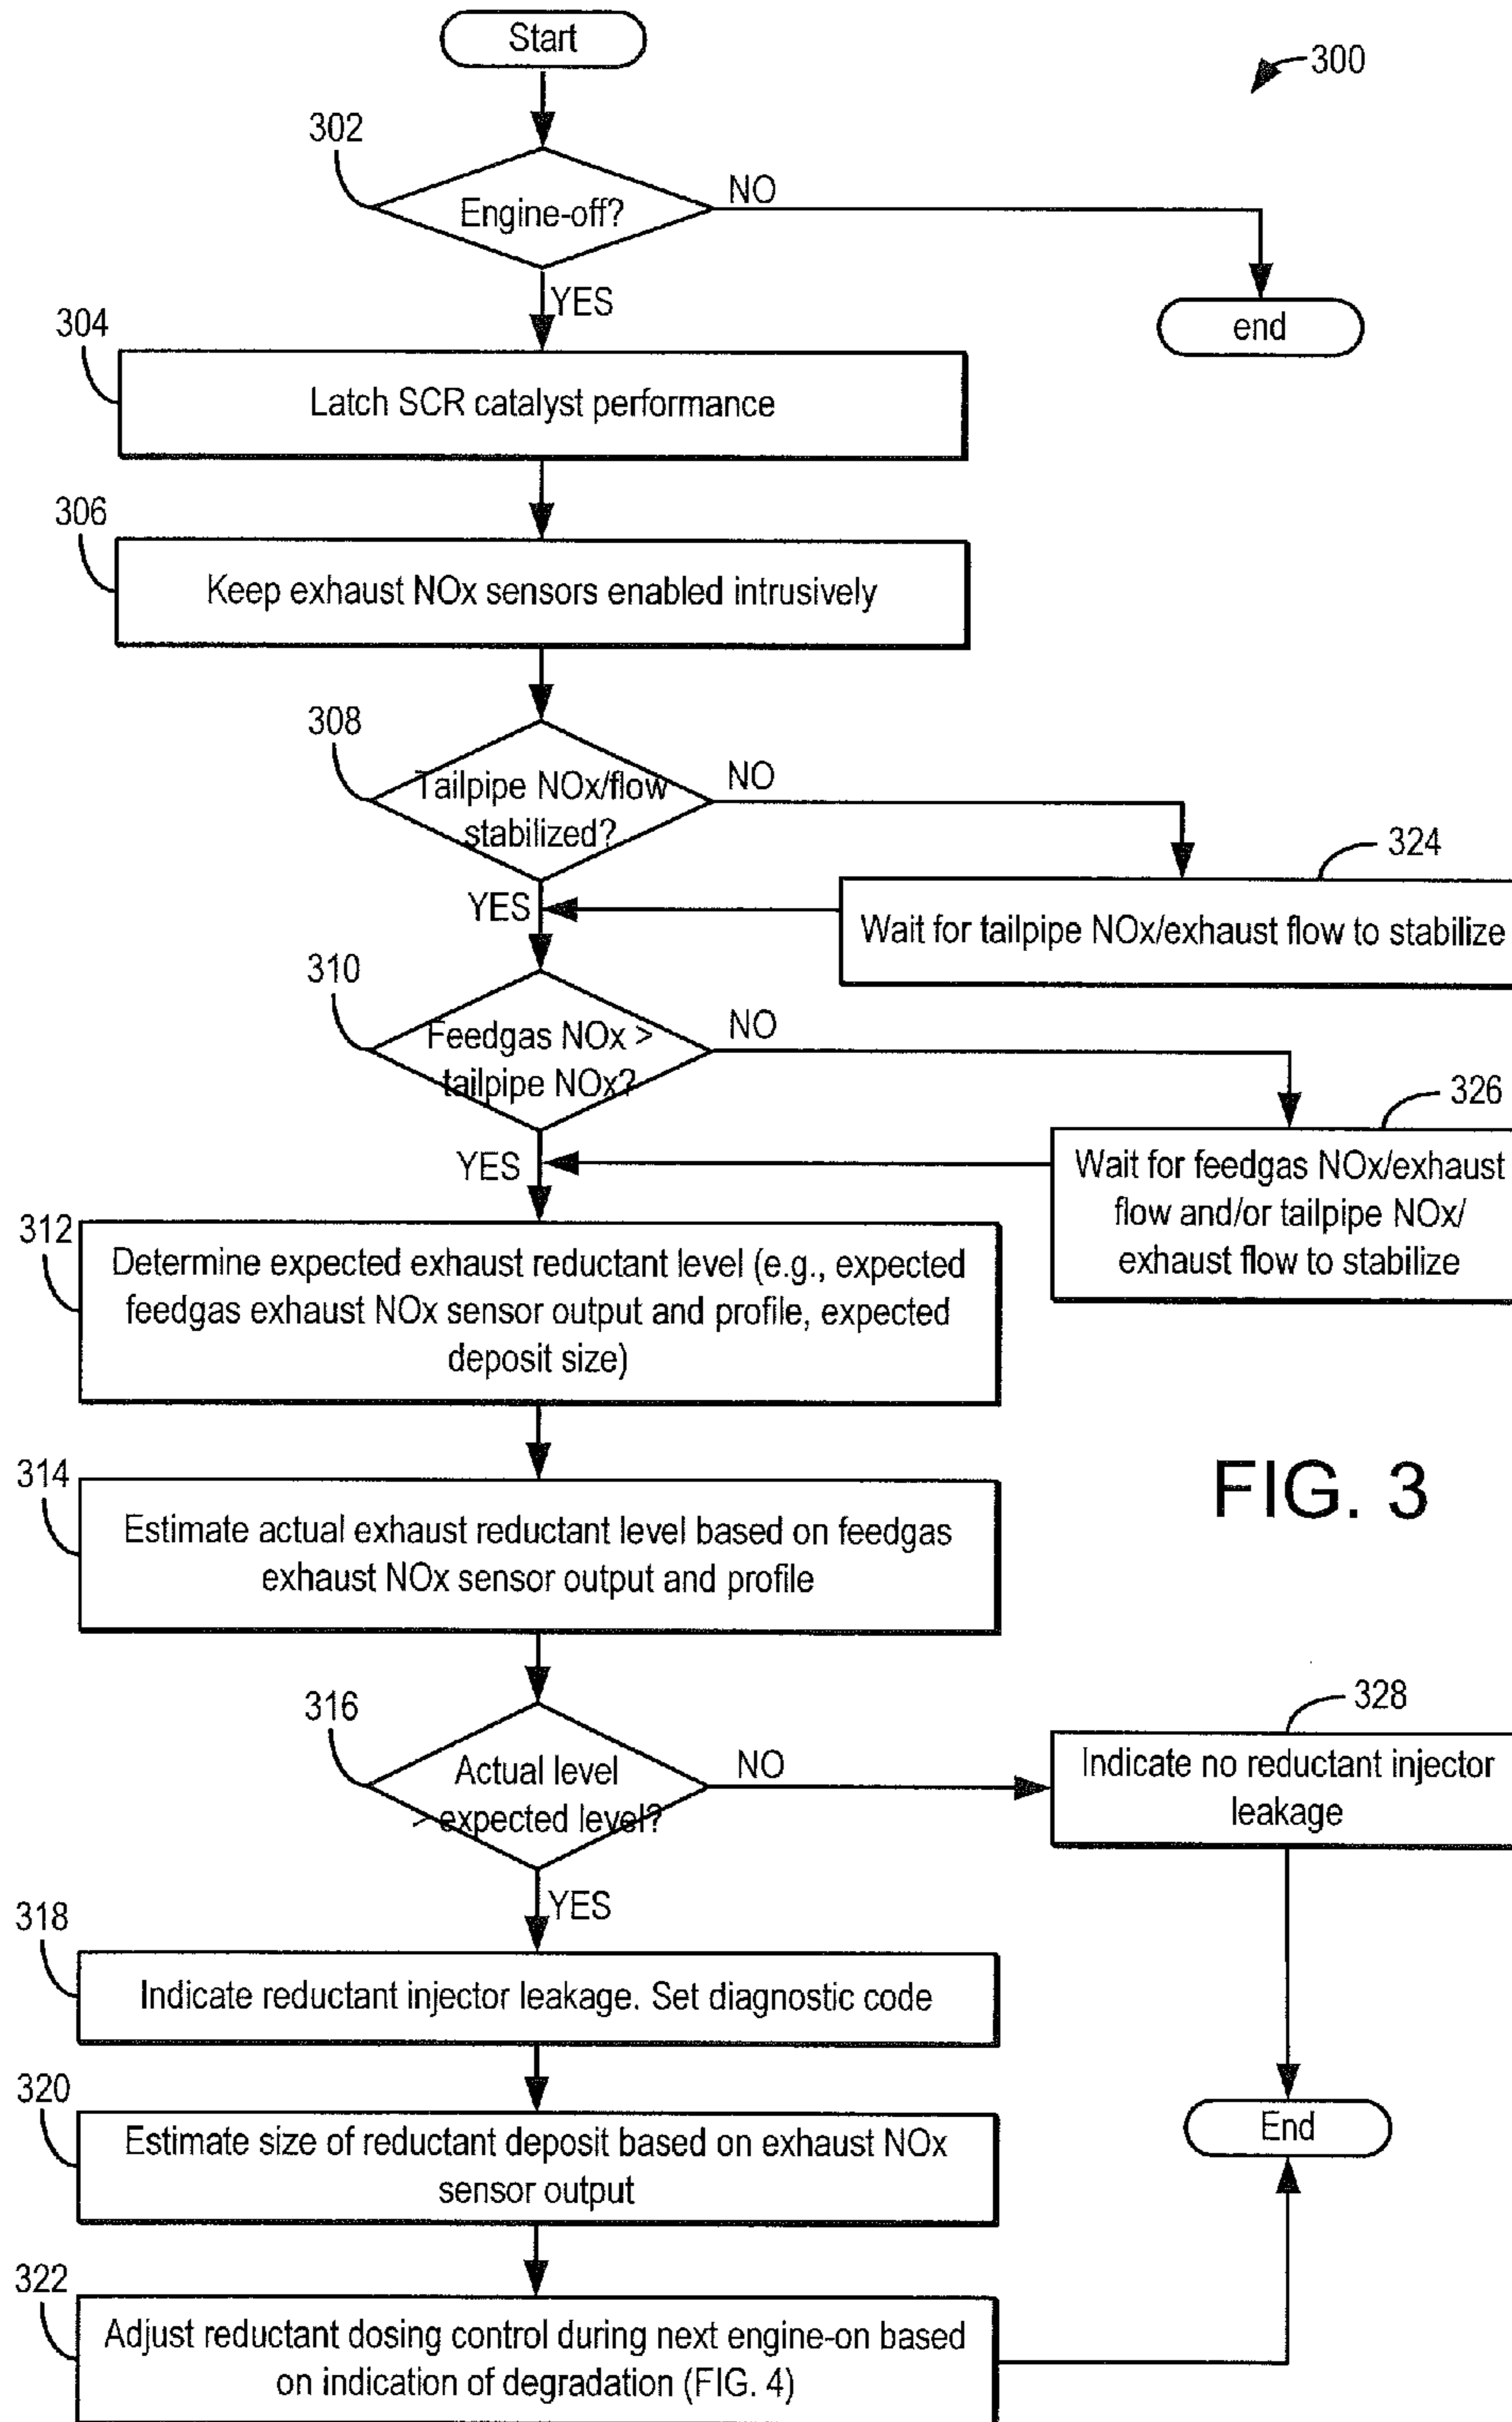 Start
300
302
Engine-off?
NO
end
YES
304
Latch SCR catalyst performance
306
Keep exhaust NOx sensors enabled intrusively
308
Tailpipe NOx/flow
stabilized?
NO
324
YES
Wait for tailpipe NOx/exhaust flow to stabilize
310
Feedgas NOx >
tailpipe NOx?
NO
326
YES
Wait for feedgas NOx/exhaust
flow and/or tailpipe NOx/
exhaust flow to stabilize
312
Determine expected exhaust reductant level (e.g., expected
feedgas exhaust NOx sensor output and profile, expected
deposit size)
FIG. 3
314
Estimate actual exhaust reductant level based on feedgas
exhaust NOx sensor output and profile
316
Actual level
> expected level?
NO
328
Indicate no reductant injector
leakage
YES
318
Indicate reductant injector leakage. Set diagnostic code
320
Estimate size of reductant deposit based on exhaust NOx
sensor output
End
322
Adjust reductant dosing control during next engine-on based
on indication of degradation (FIG. 4)